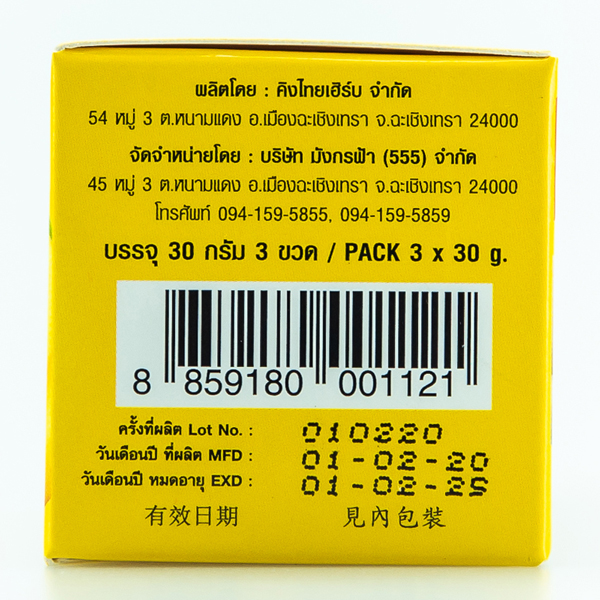 ผลิตโดย : คิงไทยเฮิร์บ จำกัด
54 หมู่ 3 ต.หนามแดง อ.เมืองฉะเชิงเทรา จ.ฉะเชิงเทรา 24000
จัดจำหน่ายโดย : บริษัท มังกรฟ้า (555) จำกัด
45 หมู่ 3 ต.หนามแดง อ.เมืองฉะเชิงเทรา จ.ฉะเชิงเทรา 24000
โทรศัพท์ 094-159-5855, 094-159-5859
บรรจุ 30 กรัม 3 ขวด / PACK 3 x 30 g.
8 859180 001121
ครั้งที่ผลิต Lot No. : 010220
วันเดือนปี ที่ผลิต MFD : 01-02-20
วันเดือนปี หมดอายุ EXD : 01-02-25
有效日期 見內包裝